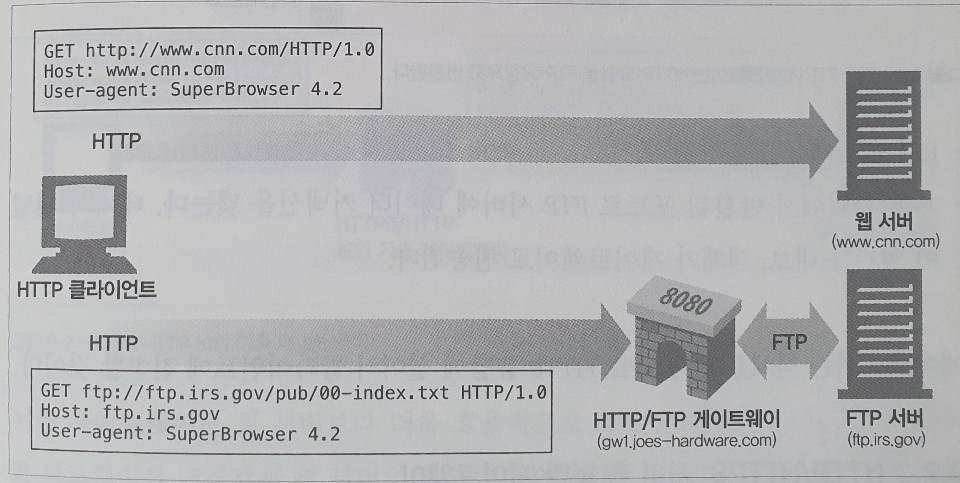 GET http://www.cnn.com/HTTP/1.0
Host: www.cnn.com
User-agent: SuperBrowser 4.2
HTTP
웹 서버
(www.cnn.com)
HTTP 클라이언트
8080
HTTP
FTP
GET ftp://ftp.irs.gov/pub/00-index.txt HTTP/1.0
Host: ftp.irs.gov
User-agent: SuperBrowser 4.2
HTTP/FTP 게이트웨이
(gw1.joes-hardware.com)
FTP 서버
(ftp.irs.gov)